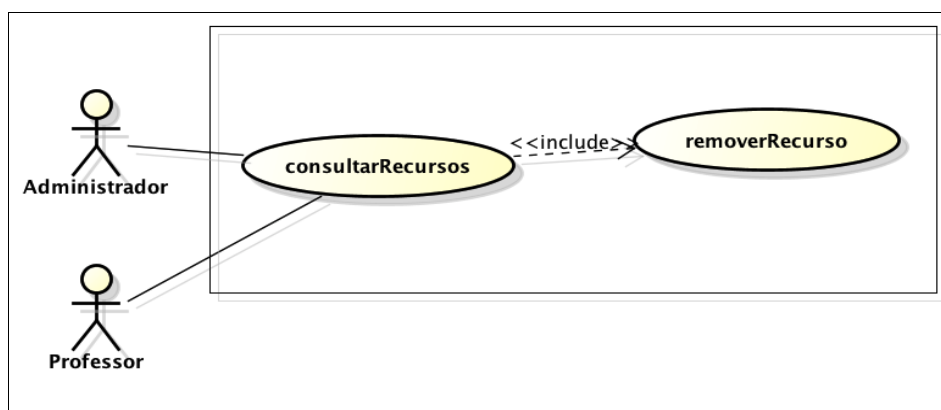 Administrador
consultarRecursos
<<include>>
removerRecurso
Professor